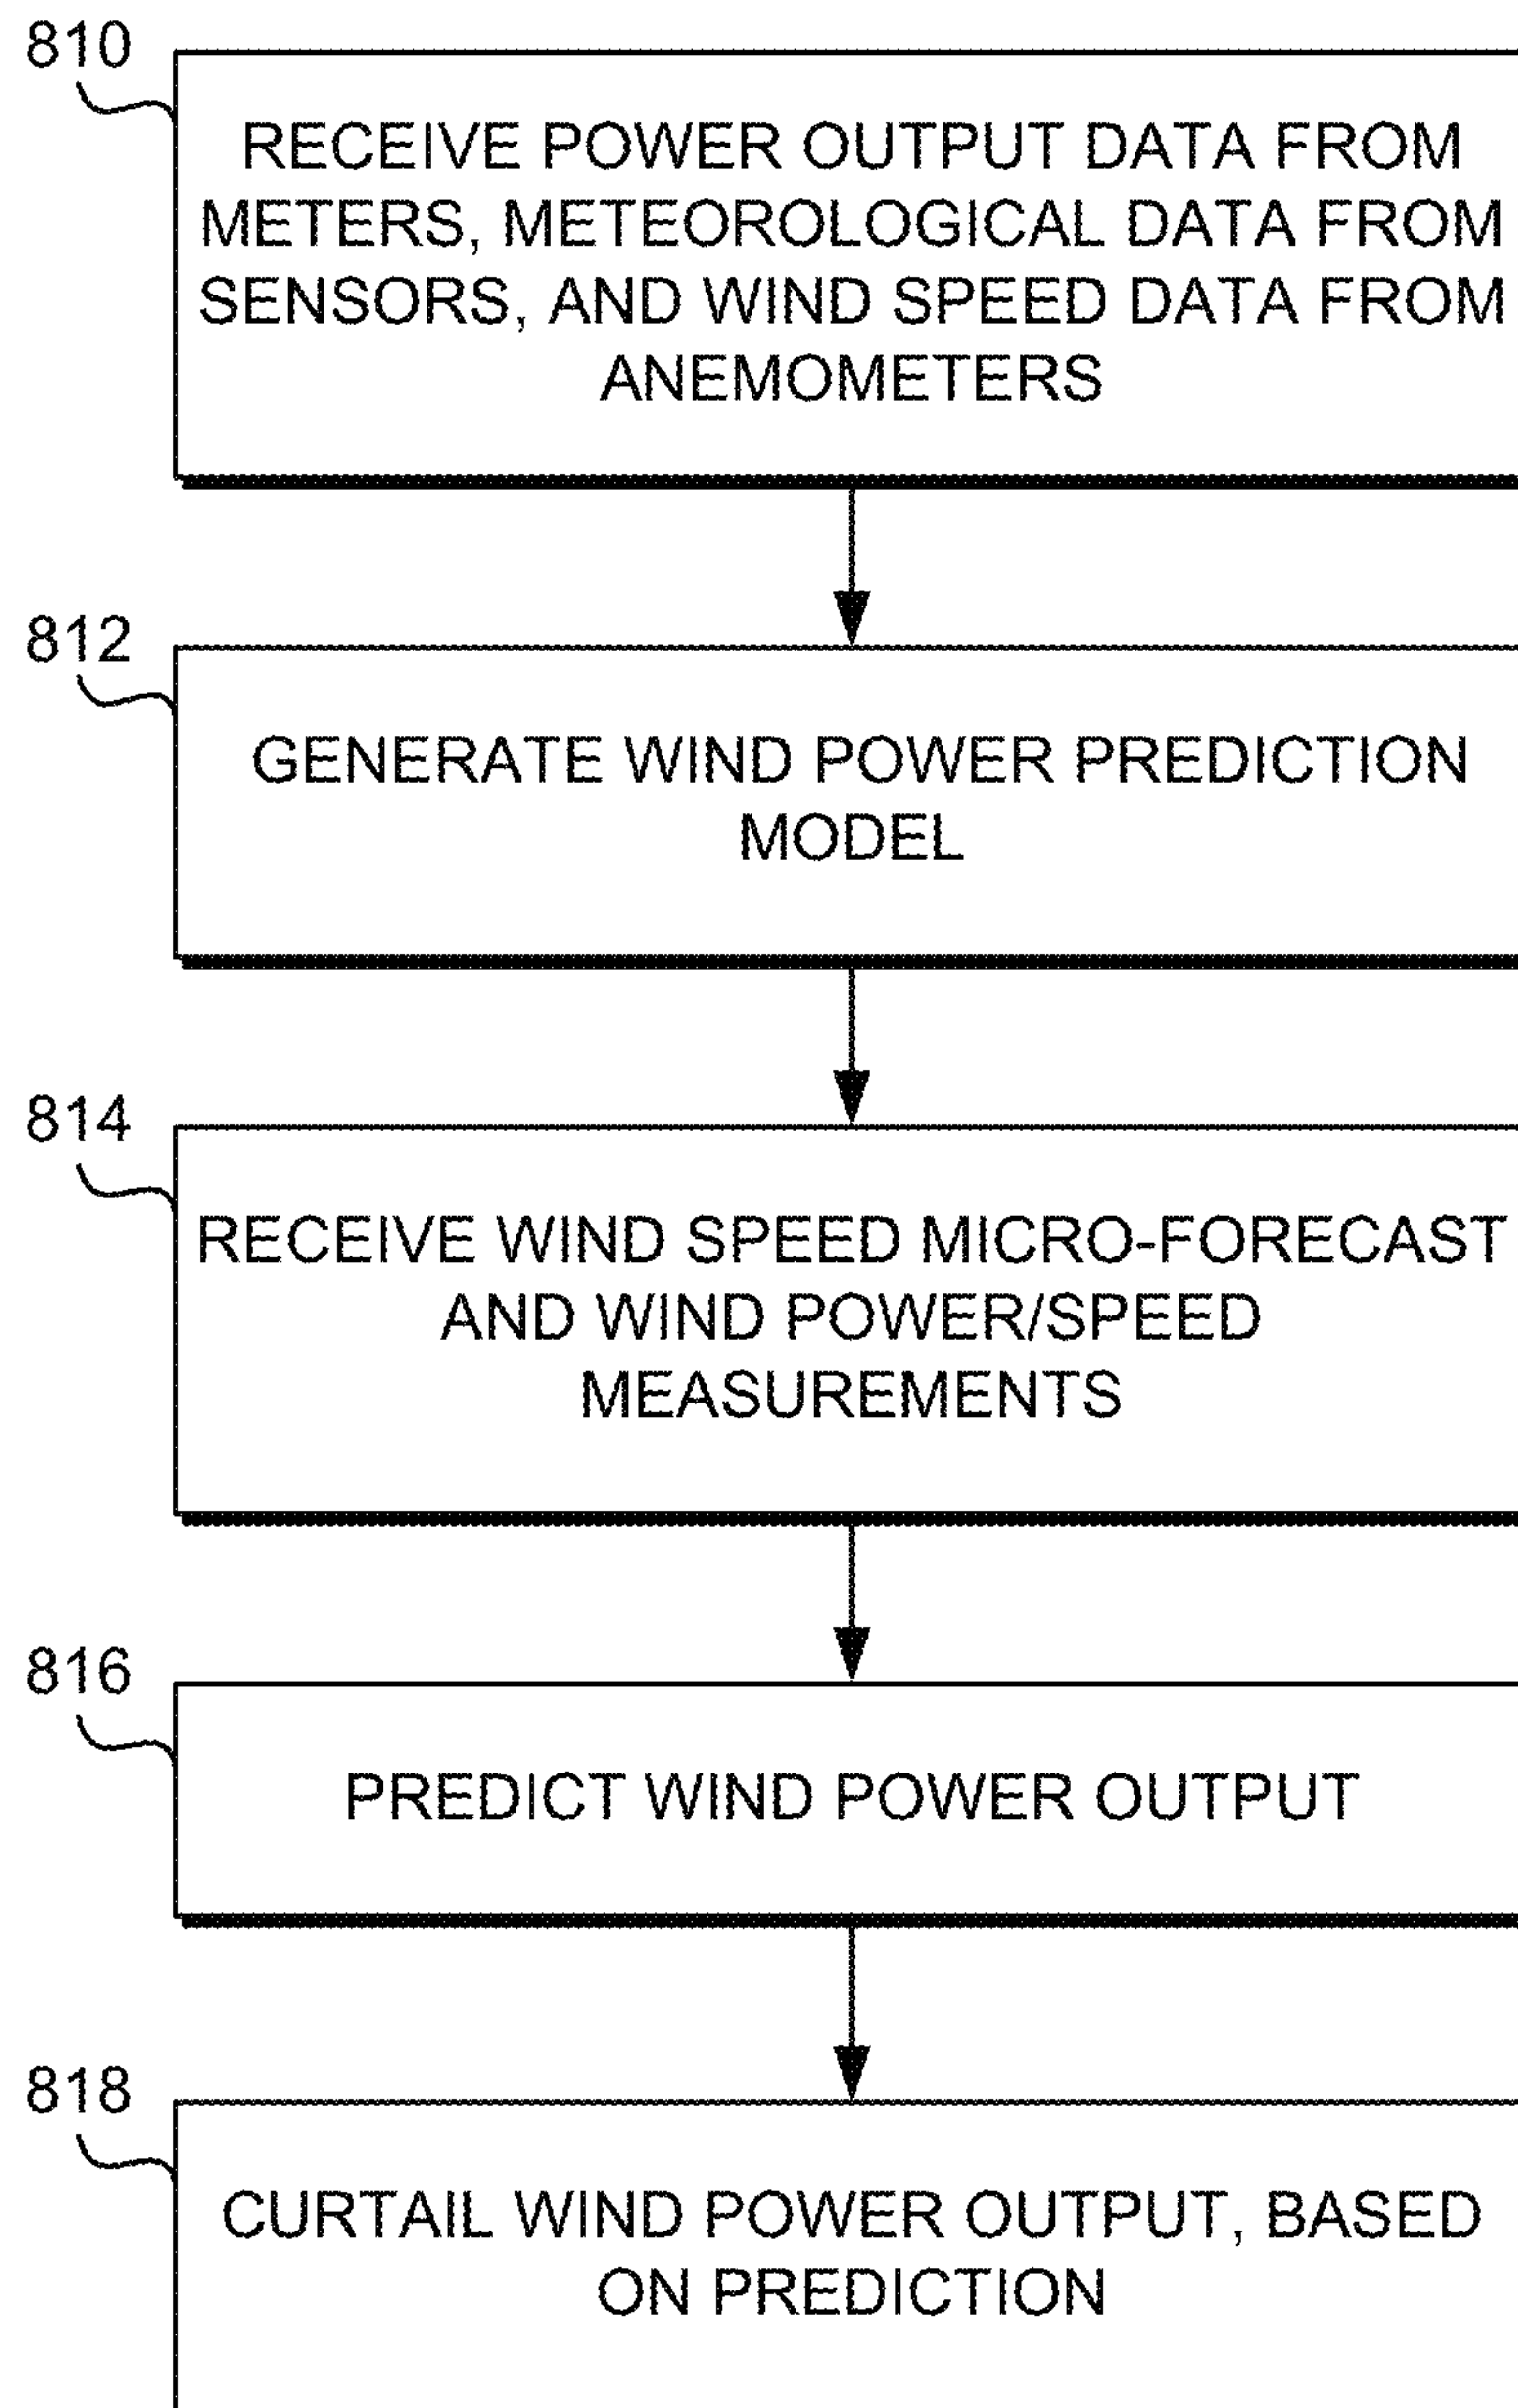 810
RECEIVE POWER OUTPUT DATA FROM
METERS, METEOROLOGICAL DATA FROM
SENSORS, AND WIND SPEED DATA FROM
ANEMOMETERS
812
GENERATE WIND POWER PREDICTION
MODEL
814
RECEIVE WIND SPEED MICRO-FORECAST
AND WIND POWER/SPEED
MEASUREMENTS
816
PREDICT WIND POWER OUTPUT
818
CURTAIL WIND POWER OUTPUT, BASED
ON PREDICTION